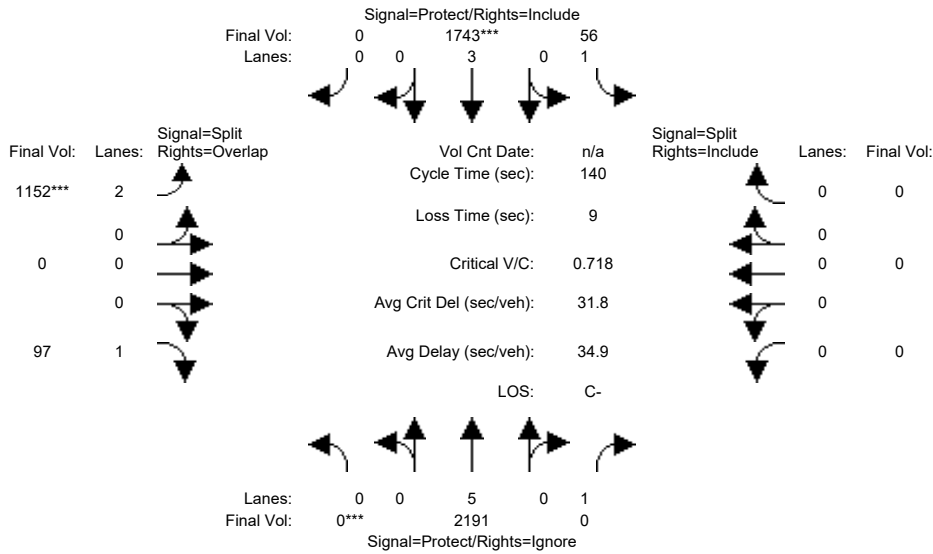 Signal=Protect/Rights=Include
Final Vol: 0 1743*** 56
Lanes: 0 0 3 0 1
Signal=Split
Final Vol: Lanes: Rights=Overlap
Vol Cnt Date: n/a
Signal=Split
Rights=Include Lanes: Final Vol:
Cycle Time (sec): 140
1152*** 2 0 0
Loss Time (sec): 9
0 0
0 0 Critical V/C: 0.718 0 0
0 Avg Crit Del (sec/veh): 31.8 0
97 1 Avg Delay (sec/veh): 34.9 0 0
LOS: C-
Lanes: 0 0 5 0 1
Final Vol: 0*** 2191 0
Signal=Protect/Rights=Ignore